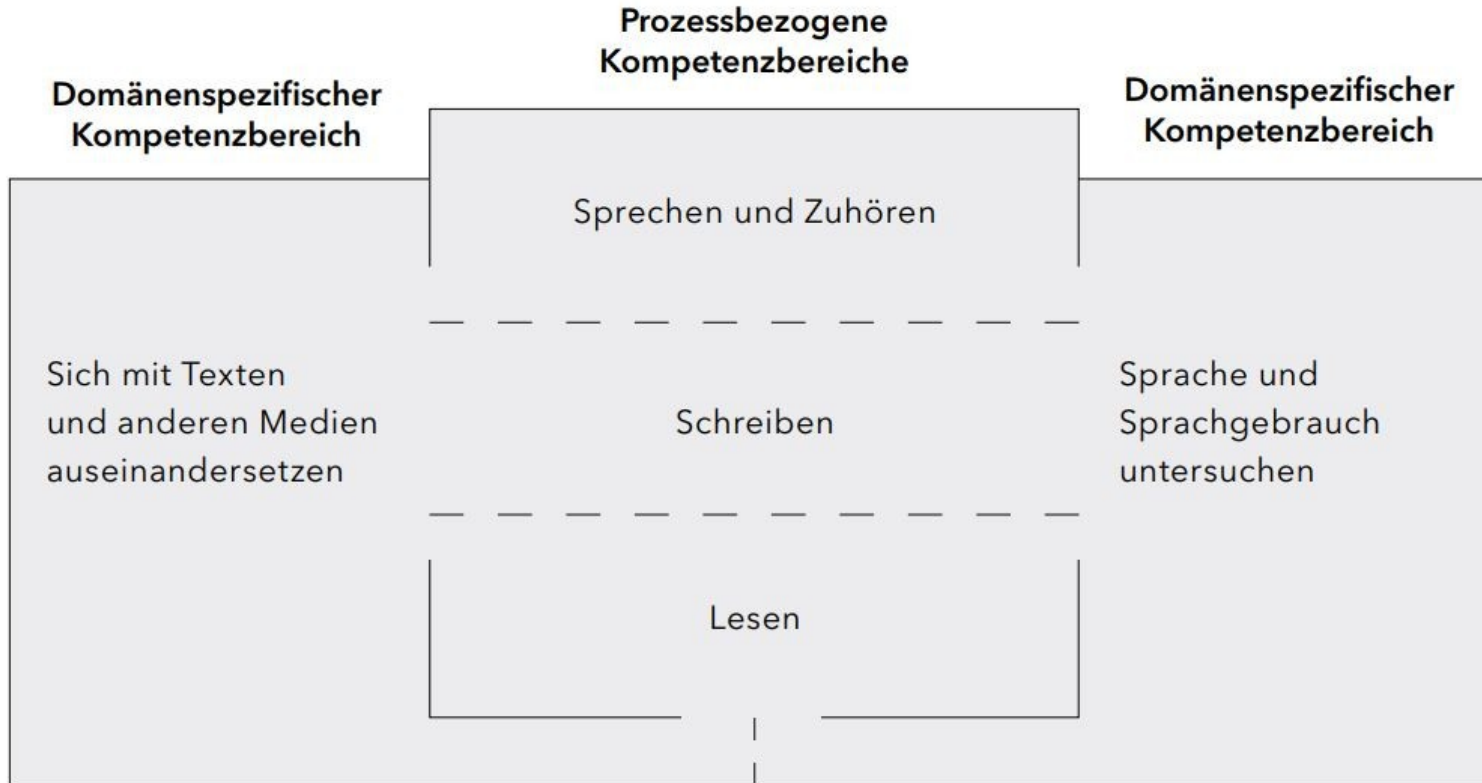 Prozessbezogene
Kompetenzbereiche
Domänenspezifischer
Kompetenzbereich
Domänenspezifischer
Kompetenzbereich
Sprechen und Zuhören
Sich mit Texten
und anderen Medien
auseinandersetzen
Schreiben
Sprache und
Sprachgebrauch
untersuchen
Lesen